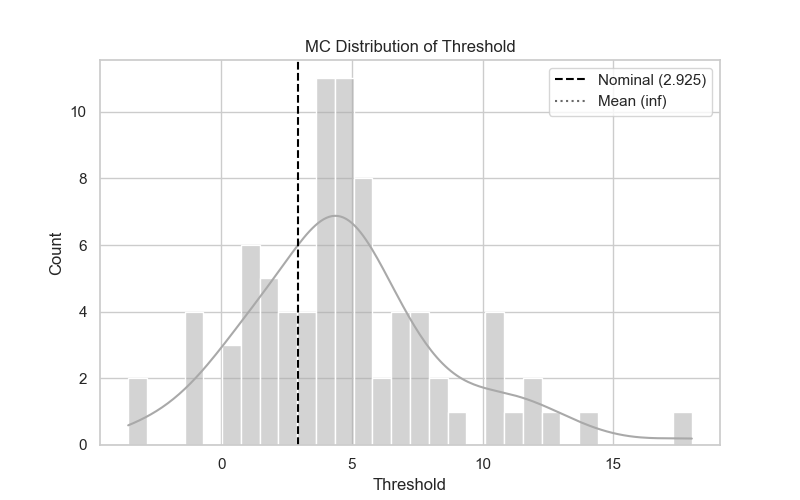 MC Distribution of Threshold
Nominal (2.925)
Mean (inf)
Count
10
8
6
4
2
0
0
5
10
15
Threshold